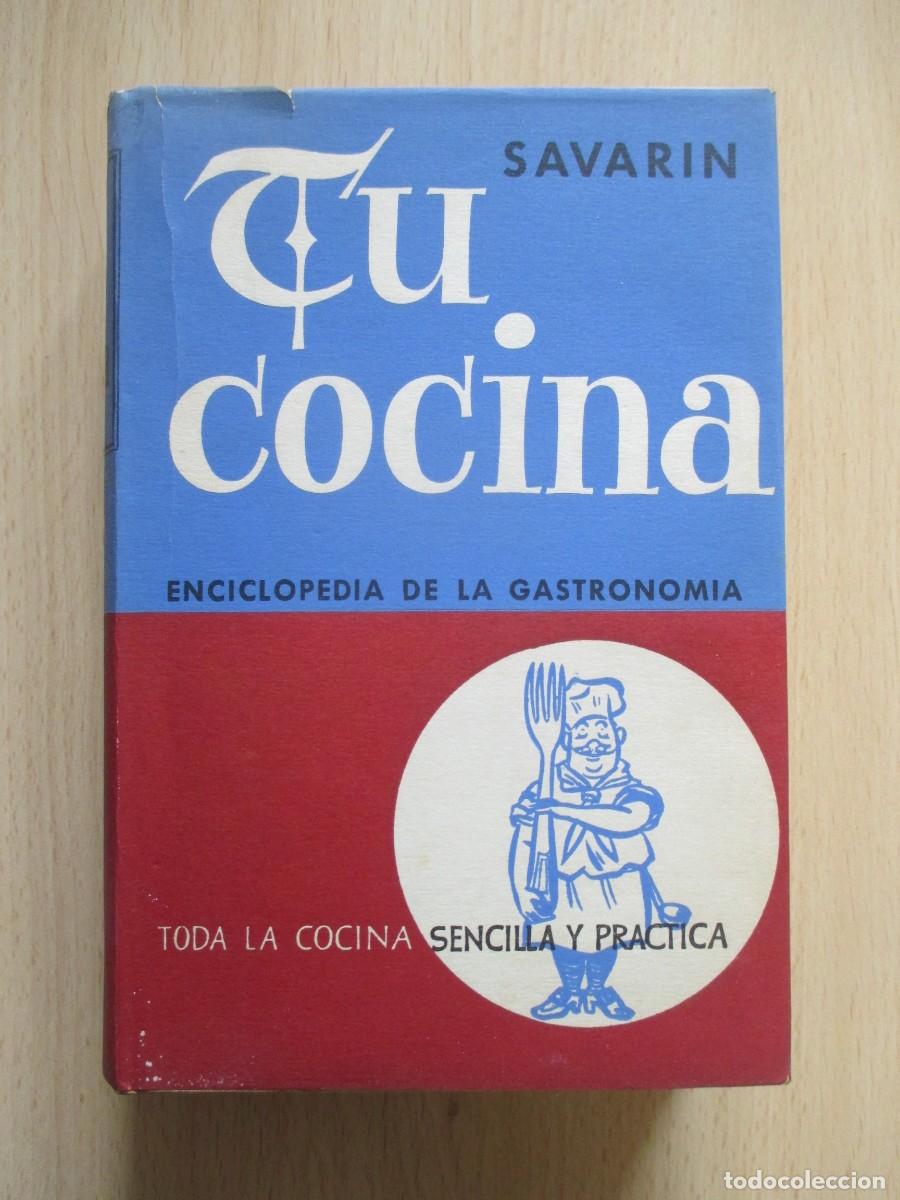 SAVARIN
Tu
cocina
ENCICLOPEDIA DE LA GASTRONOMIA
TODA LA COCINA SENCILLA Y PRACTICA
todocoleccion